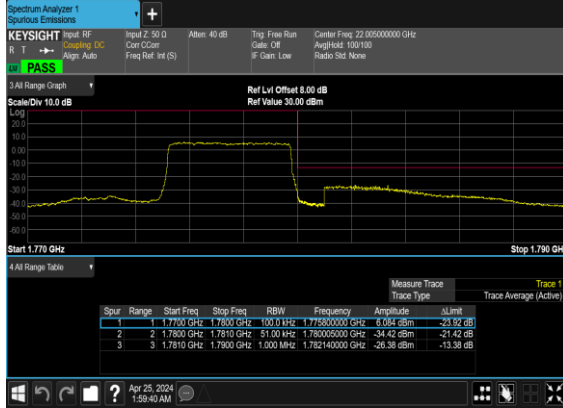 Spectrum Analyzer 1
Spurious Emissions
+
KEYSIGHT Input: RF Input Z: 50 Ω Atten: 40 dB Trig: Free Run Center Freq: 22.005000000 GHz
R T Coupling: DC Corr CCorr Gate: Off Avg|Hold: 100/100
Align: Auto Freq Ref: Int (S) IF Gain: Low Radio Std: None
PASS
3 All Range Graph Ref Lvl Offset 8.00 dB
Scale/Div 10.0 dB Ref Value 30.00 dBm
Log
20.0
10.0
0.00
-10.0
-20.0
-30.0
-40.0
-50.0
-60.0
Start 1.770 GHz Stop 1.790 GH
4 All Range Table
Measure Trace Trace 1
Trace Type Trace Average (Active)
Spur Range Start Freq Stop Freq RBW Frequency Amplitude ΔLimit
1 1 1.7700 GHz 1.7800 GHz 100.0 kHz 1.775800000 GHz 6.084 dBm -23.92 dB
2 2 1.7800 GHz 1.7810 GHz 51.00 kHz 1.780005000 GHz -34.42 dBm -21.42 dB
3 3 1.7810 GHz 1.7900 GHz 1.000 MHz 1.782140000 GHz -26.38 dBm -13.38 dB
? Apr 25, 2024
1:59:40 AM